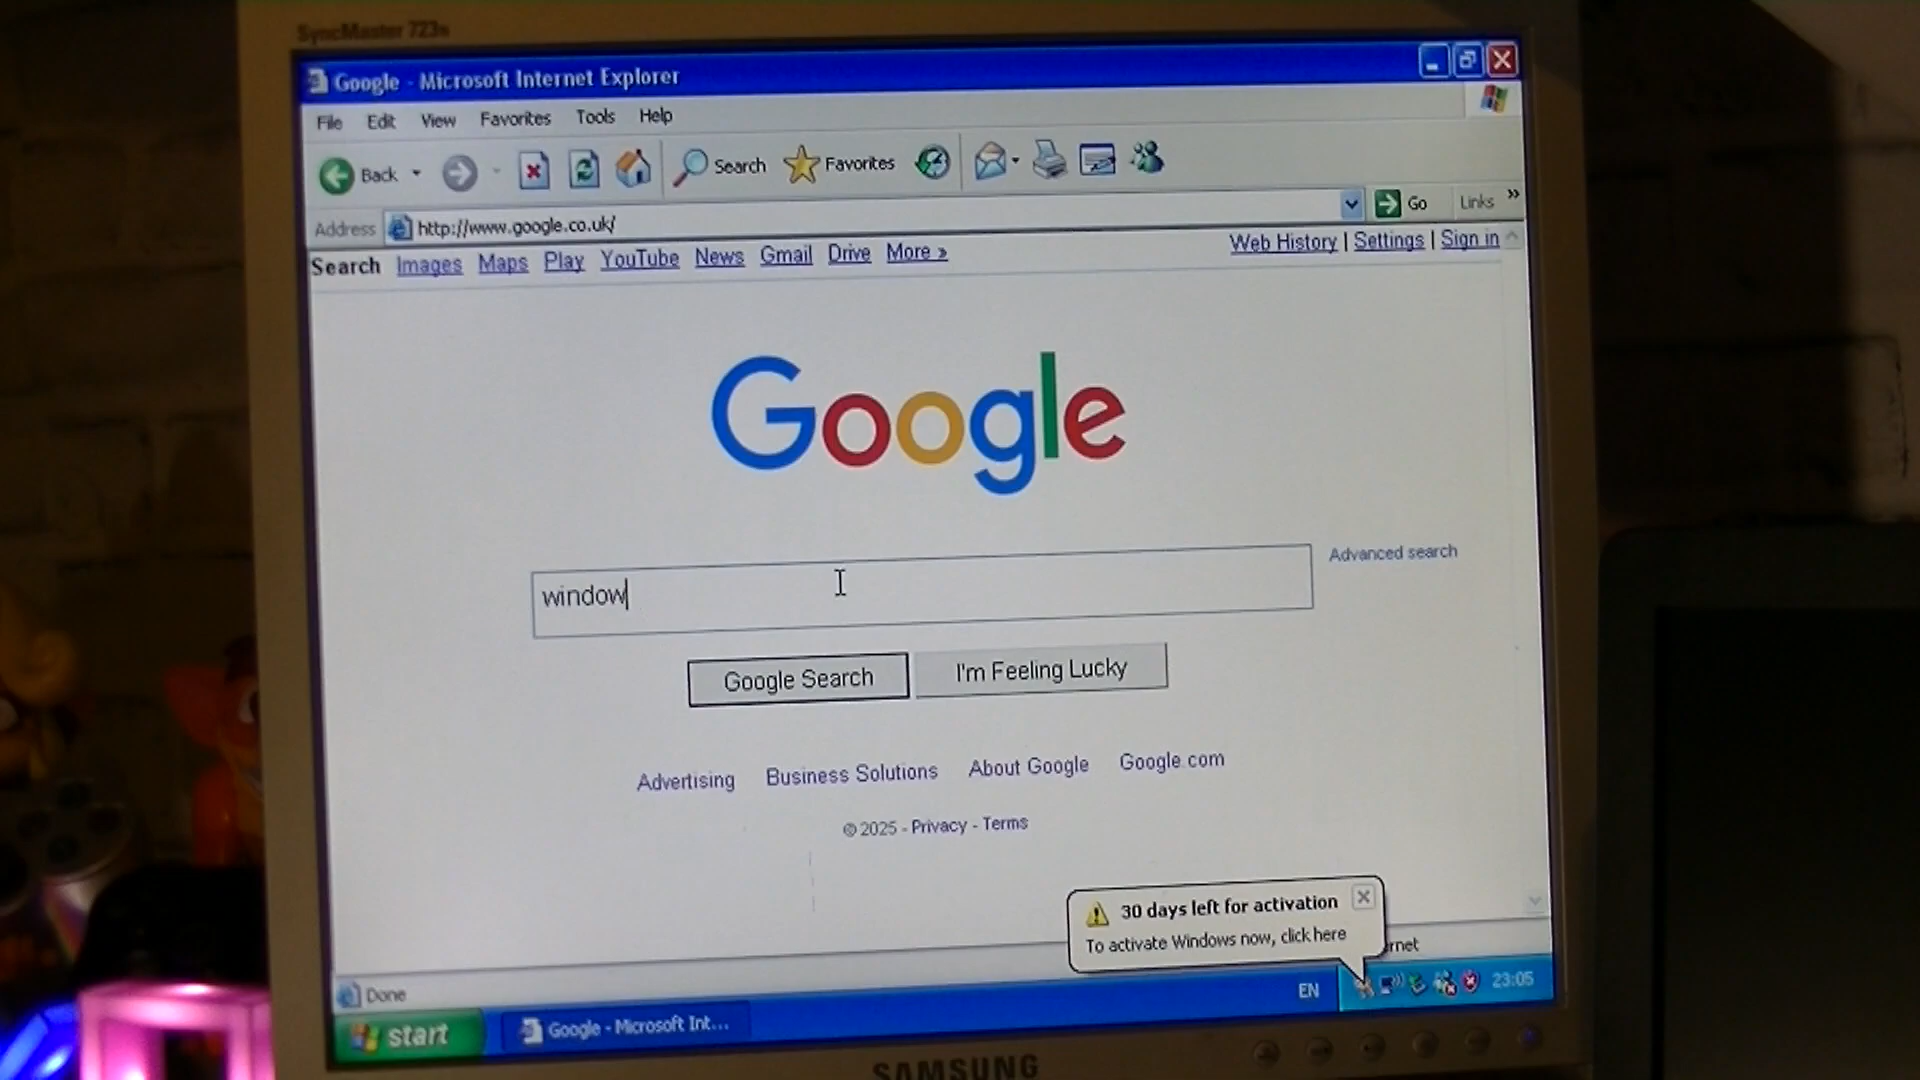 SyncMaster 723n
Google - Microsoft Internet Explorer
File Edit View Favorites Tools Help
Back Search Favorites
Address http://www.google.co.uk/ Go Links »
Search Images Maps Play YouTube News Gmail Drive More » Web History | Settings | Sign in
Google
window
Advanced search
Google Search I'm Feeling Lucky
Advertising Business Solutions About Google Google.com
© 2025 - Privacy - Terms
30 days left for activation
To activate Windows now, click here
ernet
Done
EN 23:05
start Google - Microsoft Int...
SAMSUNG